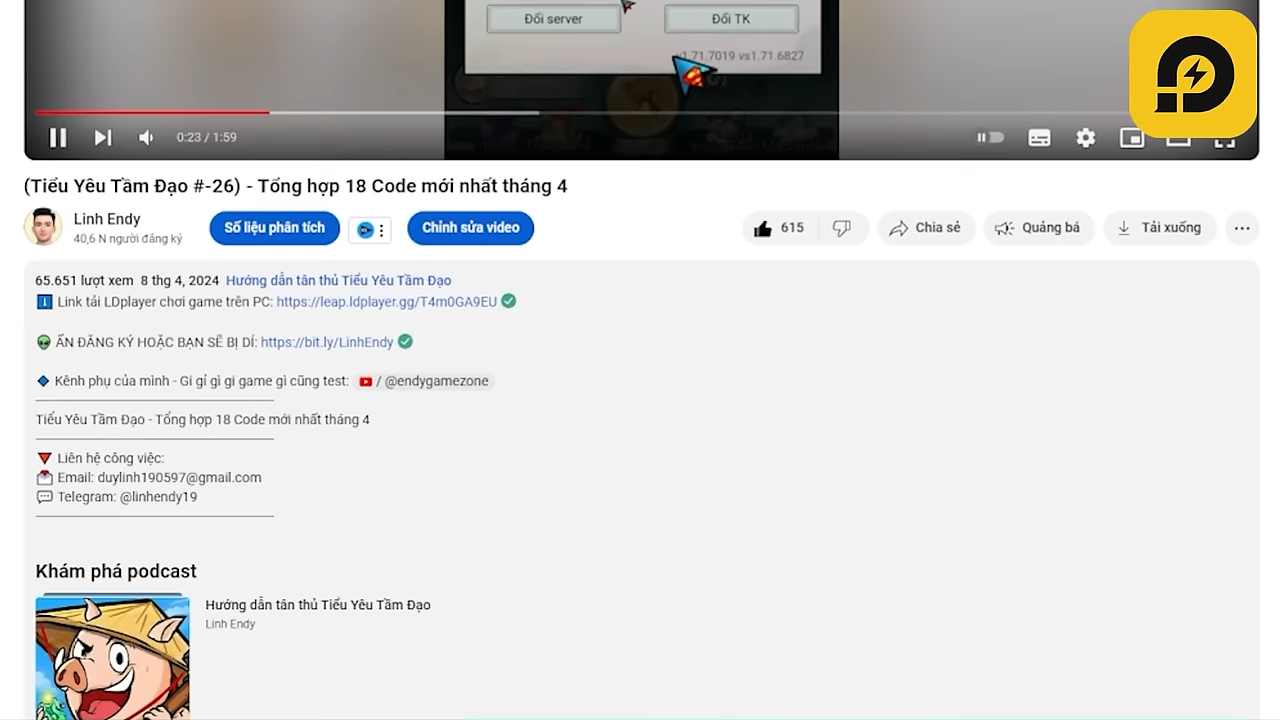 Đổi server
Đổi TK
v1.71.7019 vs1.71.6827
0:23 / 1:59
(Tiểu Yêu Tầm Đạo #-26) - Tổng hợp 18 Code mới nhất tháng 4
Linh Endy
40,6 N người đăng ký
Số liệu phân tích
Chỉnh sửa video
615
Chia sẻ
Quảng bá
Tải xuống
65.651 lượt xem 8 thg 4, 2024 Hướng dẫn tân thủ Tiểu Yêu Tầm Đạo
Link tải LDplayer chơi game trên PC: https://leap.ldplayer.gg/T4m0GA9EU
ẤN ĐĂNG KÝ HOẶC BẠN SẼ BỊ DÍ: https://bit.ly/LinhEndy
Kênh phụ của mình - Gi gỉ gì gi game gì cũng test: / @endygamezone
Tiểu Yêu Tầm Đạo - Tổng hợp 18 Code mới nhất tháng 4
Liên hệ công việc:
Email: duylinh190597@gmail.com
Telegram: @linhendy19
Khám phá podcast
Hướng dẫn tân thủ Tiểu Yêu Tầm Đạo
Linh Endy